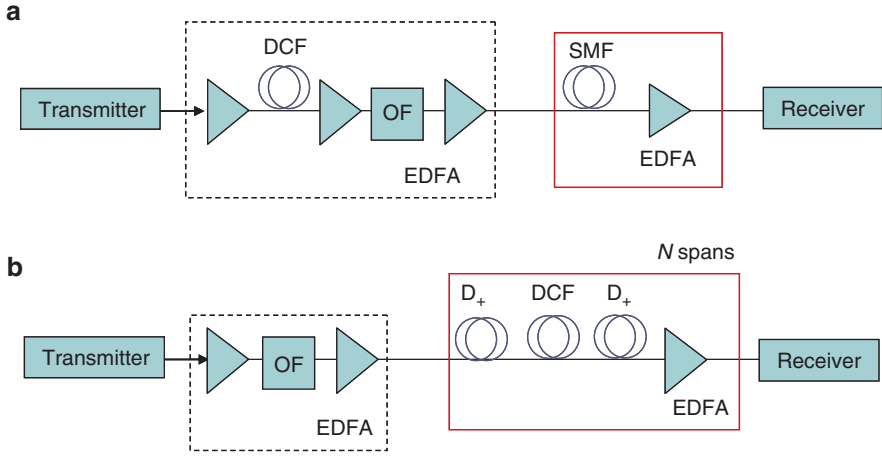 a
DCF
SMF
Transmitter
OF
Receiver
EDFA
EDFA
b
N spans
D+
DCF
D+
Transmitter
OF
Receiver
EDFA
EDFA